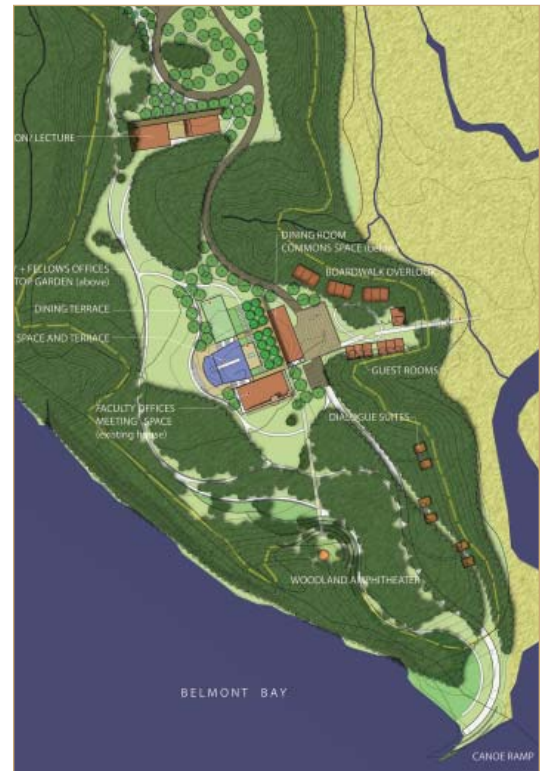 ON/ LECTURE
DINING ROOM
COMMONS SPACE (below)
BOARDWALK OVERLOOK
+ FELLOWS OFFICES
TOP GARDEN (above)
DINING TERRACE
SPACE AND TERRACE
GUEST ROOMS
FACULTY OFFICES
MEETING SPACE
(existing house)
DIALOGUE SUITES
WOODLAND AMPHITHEATER
BELMONT BAY
CANOE RAMP